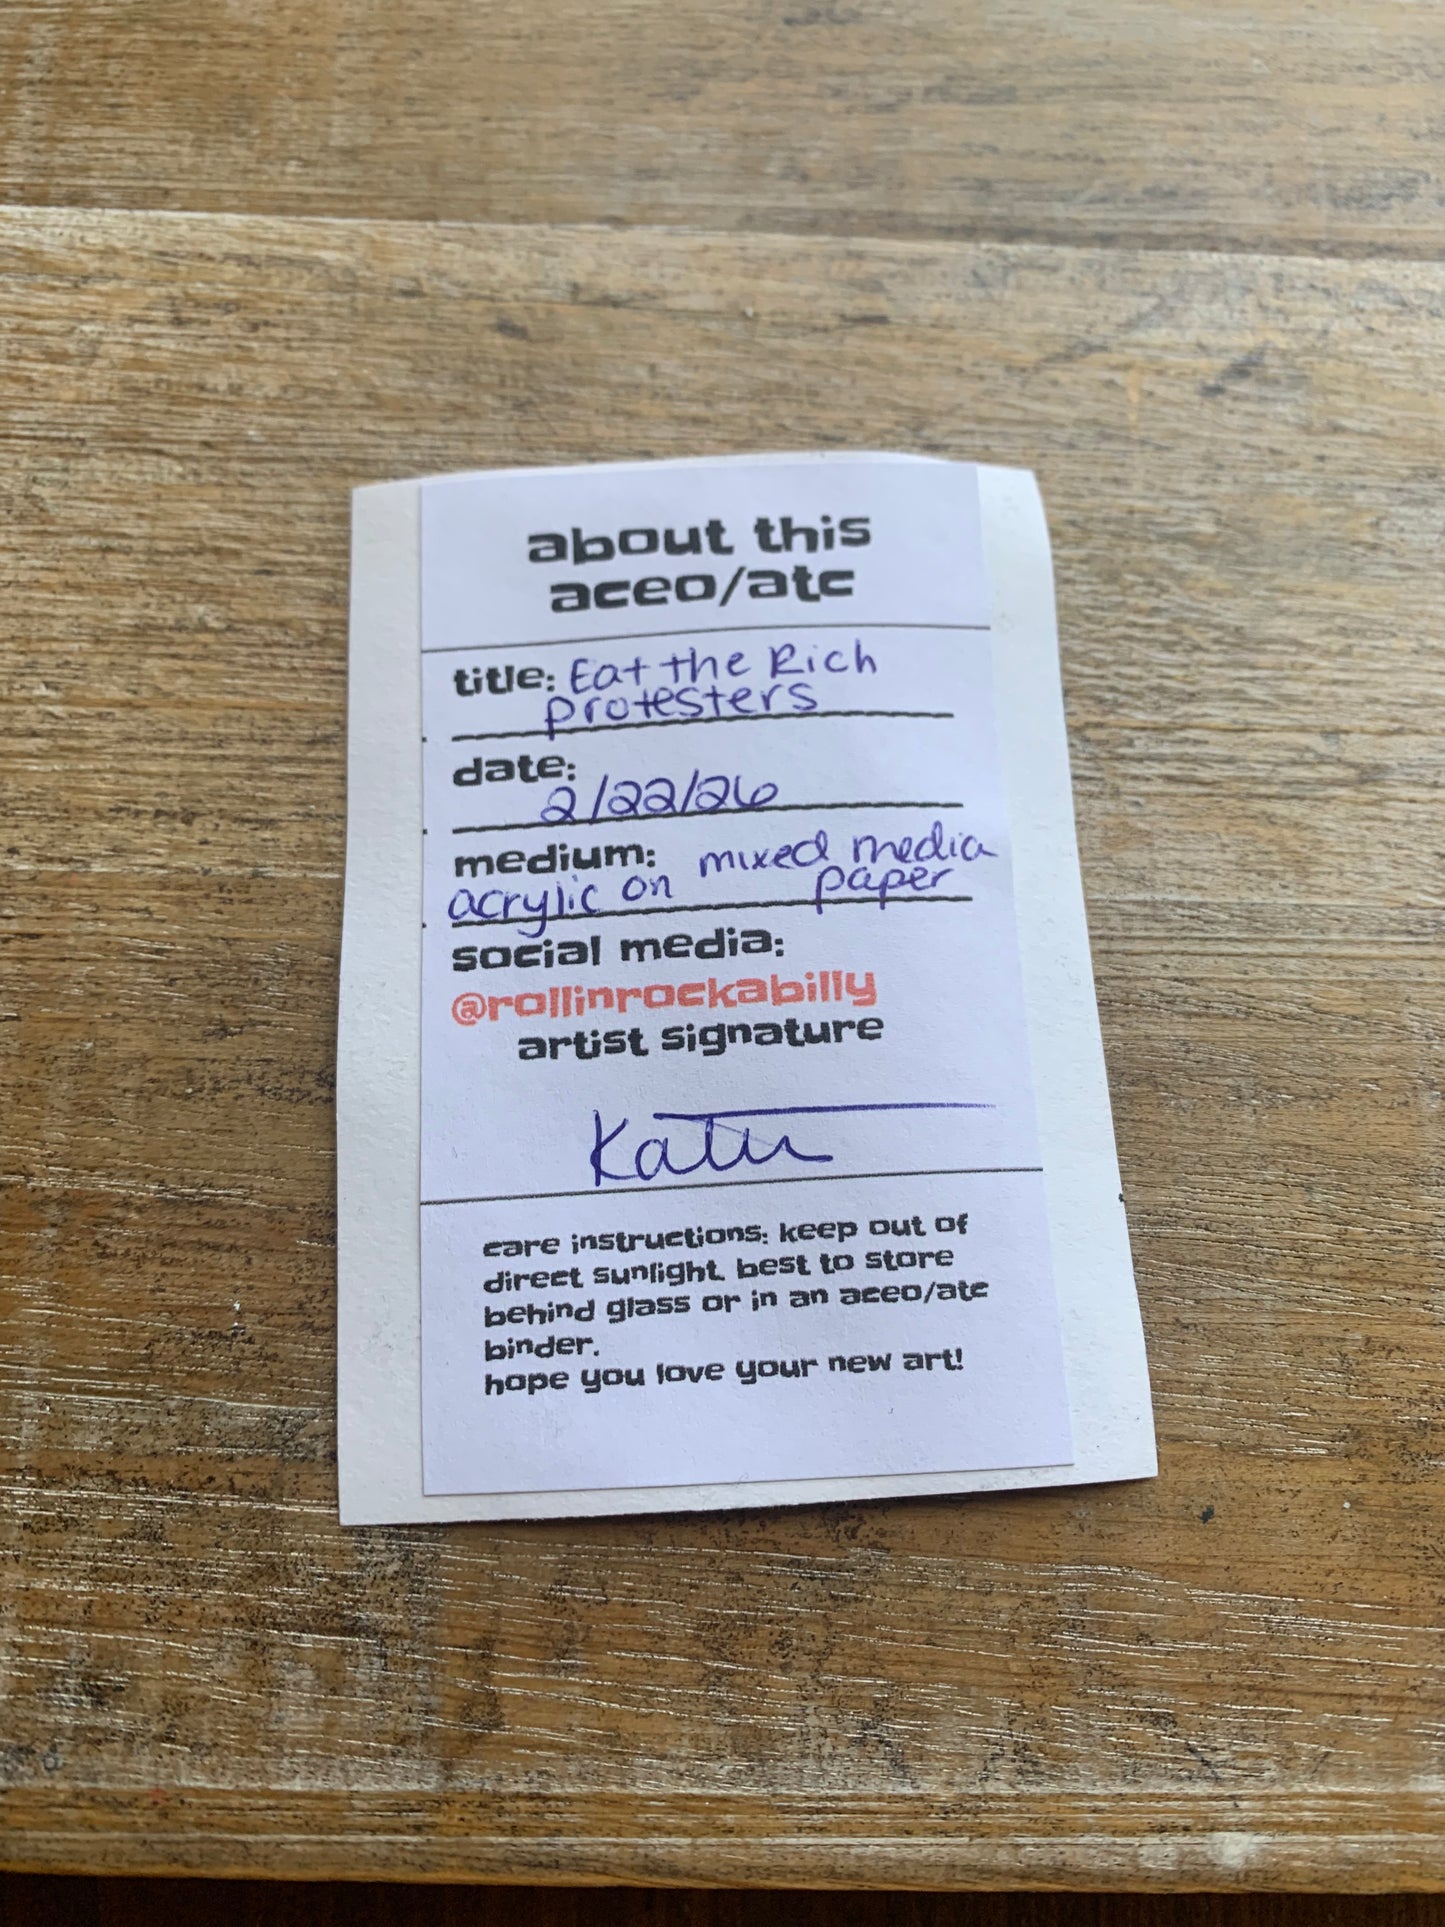 about this
aceo/atc
title: Eat the Rich
protesters
date:
2/22/26
medium: mixed media
acrylic on paper
social media:
@rollinrockabilly
artist signature
care instructions: keep out of
direct sunlight. best to store
behind glass or in an aceo/atc
binder.
hope you love your new art!